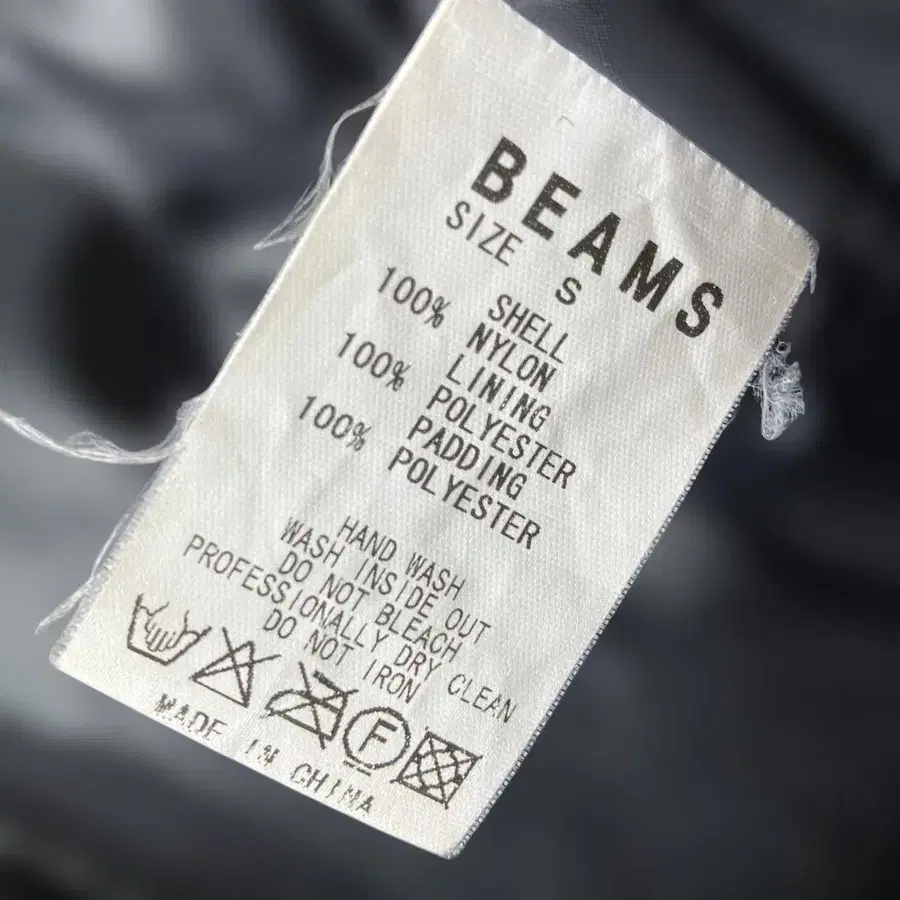 BEAMS
SIZE S
SHELL
100% NYLON
LINING
100% POLYESTER
PADDING
100% POLYESTER
HAND WASH
WASH INSIDE OUT
DO NOT BLEACH
PROFESSIONALLY DRY CLEAN
DO NOT IRON
F
MADE IN CHINA